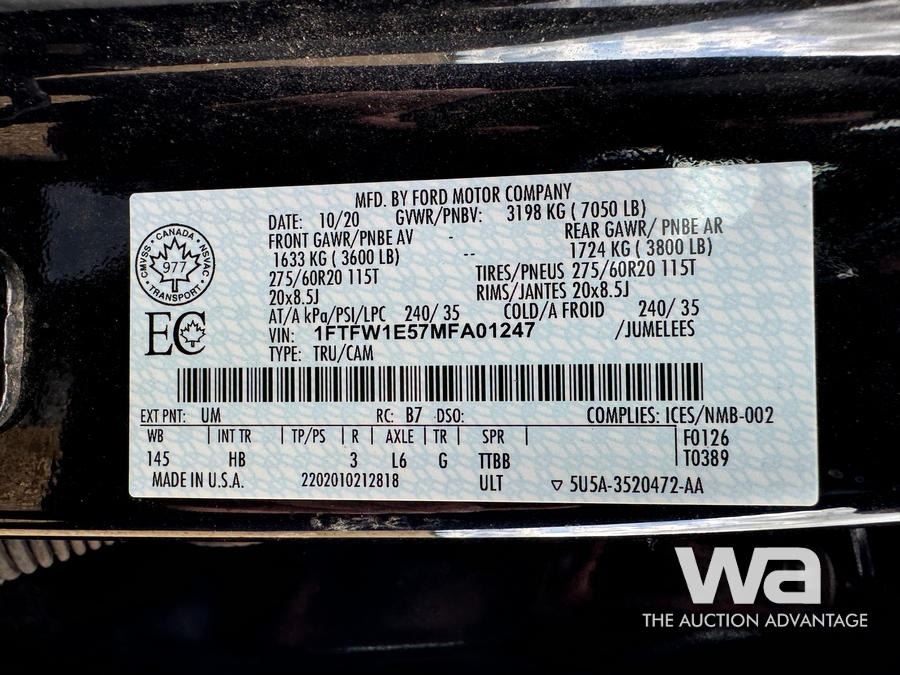 MFD. BY FORD MOTOR COMPANY
DATE: 10/20 GVWR/PNBV: 3198 KG ( 7050 LB)
FRONT GAWR/PNBE AV - REAR GAWR/ PNBE AR
1633 KG ( 3600 LB) -- 1724 KG ( 3800 LB)
275/60R20 115T TIRES/PNEUS 275/60R20 115T
20x8.5J RIMS/JANTES 20x8.5J
AT/A kPa/PSI/LPC 240/ 35 COLD/A FROID 240/ 35
VIN: 1FTFW1E57MFA01247 /JUMELEES
TYPE: TRU/CAM
CANADA
CMVSS NSVAC
977
TRANSPORT
EC
EXT PNT: UM RC: B7 DSO: COMPLIES: ICES/NMB-002
WB | INT TR | TP/PS | R | AXLE | TR | SPR | F0126
145 HB 3 L6 G TTBB T0389
MADE IN U.S.A. 2202010212818 ULT ▽ 5U5A-3520472-AA
wa
THE AUCTION ADVANTAGE